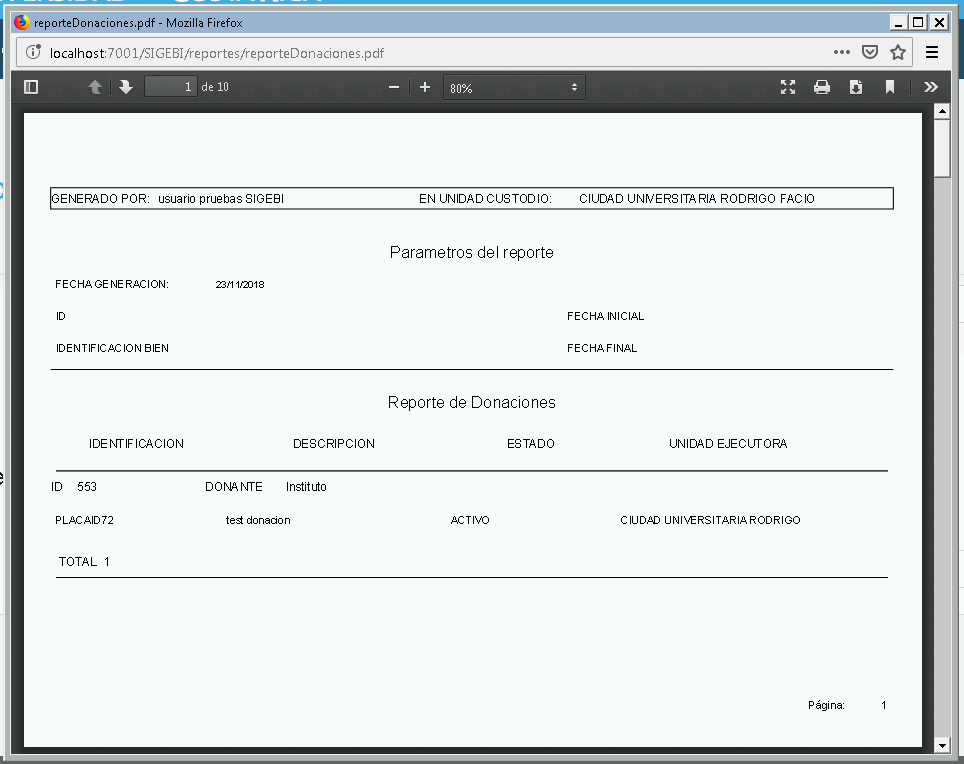 reporteDonaciones.pdf - Mozilla Firefox
localhost:7001/SIGEBI/reportes/reporteDonaciones.pdf
1 de 10 80%
GENERADO POR: usuario pruebas SIGEBI EN UNIDAD CUSTODIO: CIUDAD UNIVERSITARIA RODRIGO FACIO
Parametros del reporte
FECHA GENERACION: 23/11/2018
ID FECHA INICIAL
IDENTIFICACION BIEN FECHA FINAL
Reporte de Donaciones
IDENTIFICACION DESCRIPCION ESTADO UNIDAD EJECUTORA
ID 553 DONANTE Instituto
PLACAID72 test donacion ACTIVO CIUDAD UNIVERSITARIA RODRIGO
TOTAL 1
Página: 1